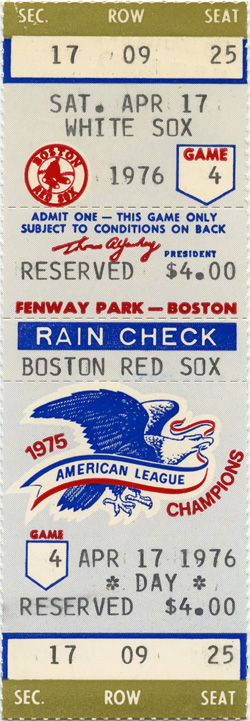 SEC. ROW SEAT
17 09 25
SAT. APR 17
WHITE SOX
BOSTON RED SOX
1976
GAME
4
ADMIT ONE — THIS GAME ONLY
SUBJECT TO CONDITIONS ON BACK
PRESIDENT
RESERVED $4.00
FENWAY PARK — BOSTON
RAIN CHECK
BOSTON RED SOX
1975
AMERICAN LEAGUE
CHAMPIONS
GAME
4
APR 17 1976
* DAY *
RESERVED $4.00
17 09 25
SEC. ROW SEAT